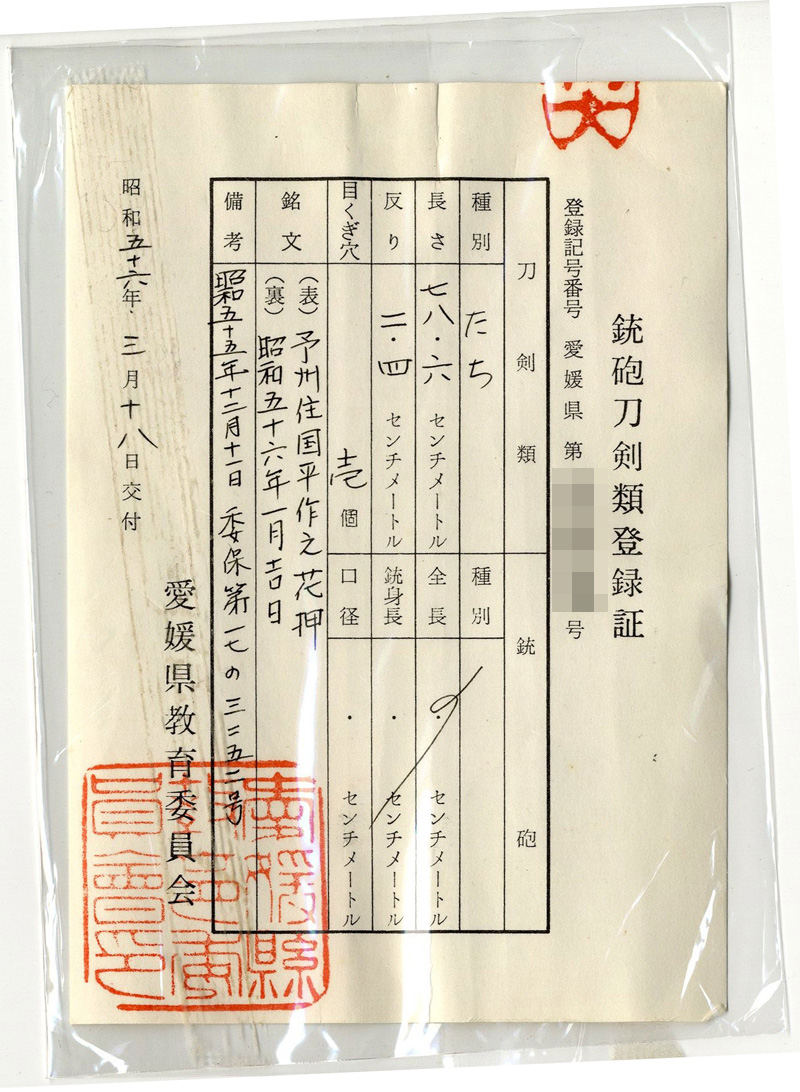 銃砲刀剣類登録証
登録記号番号 愛媛県 第 号
刀剣類 銃砲
種別 たち
長さ 七八・六 センチメートル
反り 二・四 センチメートル
目くぎ穴 壱 個
銘文 (表) 予州住国平作之 花押
(裏) 昭和五十六年一月吉日
備考 昭和五十五年十二月十一日 委保第一七の三二五二号
種別
全長 ・ センチメートル
銃身長 ・ センチメートル
口径 ・ センチメートル
昭和五十六年 三月十八日交付
愛媛県教育委員会